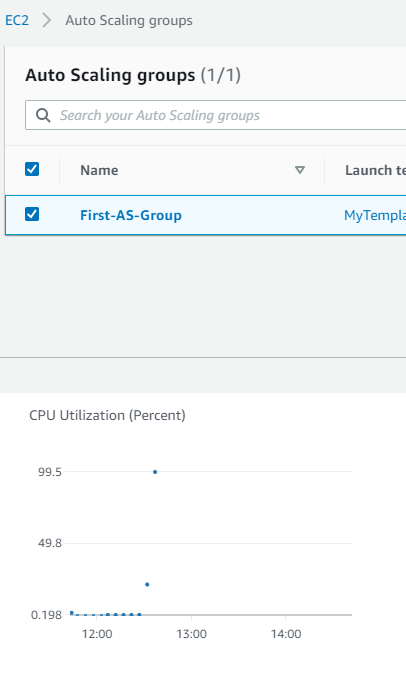 EC2 > Auto Scaling groups
Auto Scaling groups (1/1)
Search your Auto Scaling groups
Name Launch te
First-AS-Group MyTempla
CPU Utilization (Percent)
99.5
49.8
0.198
12:00 13:00 14:00